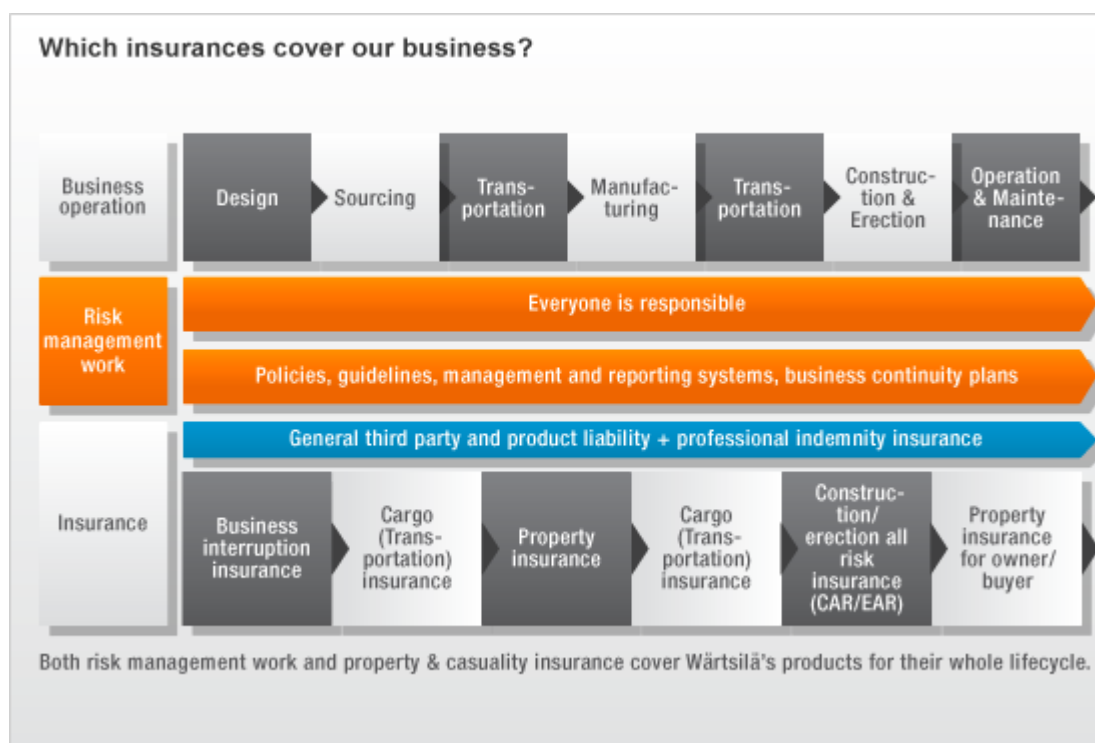 Which insurances cover our business?
Business
operation
Design
Sourcing
Trans-
portation
Manufac-
turing
Trans-
portation
Construc-
tion &
Erection
Operation
& Mainte-
nance
Risk
management
work
Everyone is responsible
Policies, guidelines, management and reporting systems, business continuity plans
Insurance
General third party and product liability + professional indemnity insurance
Business
interruption
insurance
Cargo
(Trans-
portation)
insurance
Property
insurance
Cargo
(Trans-
portation)
insurance
Construc-
tion/
erection all
risk
insurance
(CAR/EAR)
Property
insurance
for owner/
buyer
Both risk management work and property & casuality insurance cover Wärtsilä's products for their whole lifecycle.